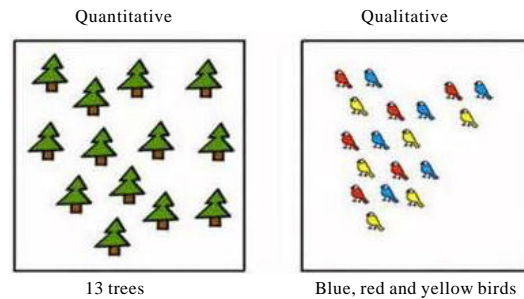 Quantitative
Qualitative
13 trees
Blue, red and yellow birds